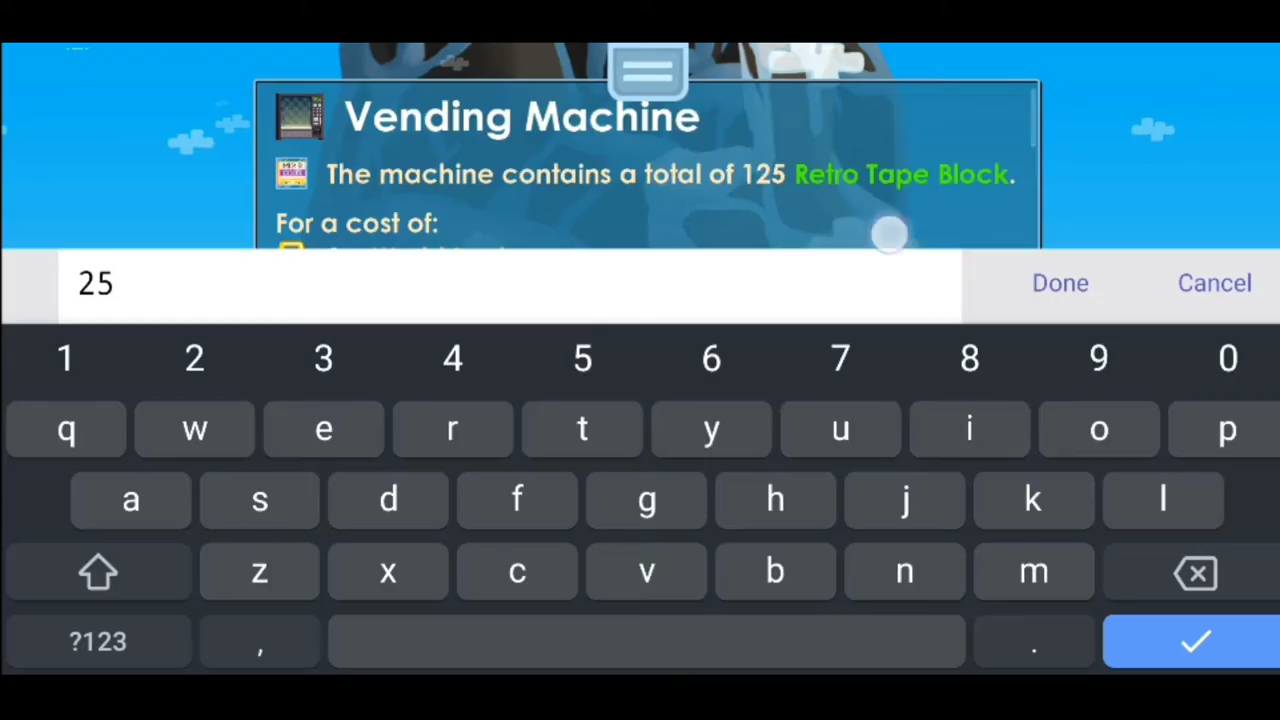 Vending Machine
The machine contains a total of 125 Retro Tape Block.
For a cost of:
25 Done Cancel
1 2 3 4 5 6 7 8 9 0
q w e r t y u i o p
a s d f g h j k l
z x c v b n m
?123 , .